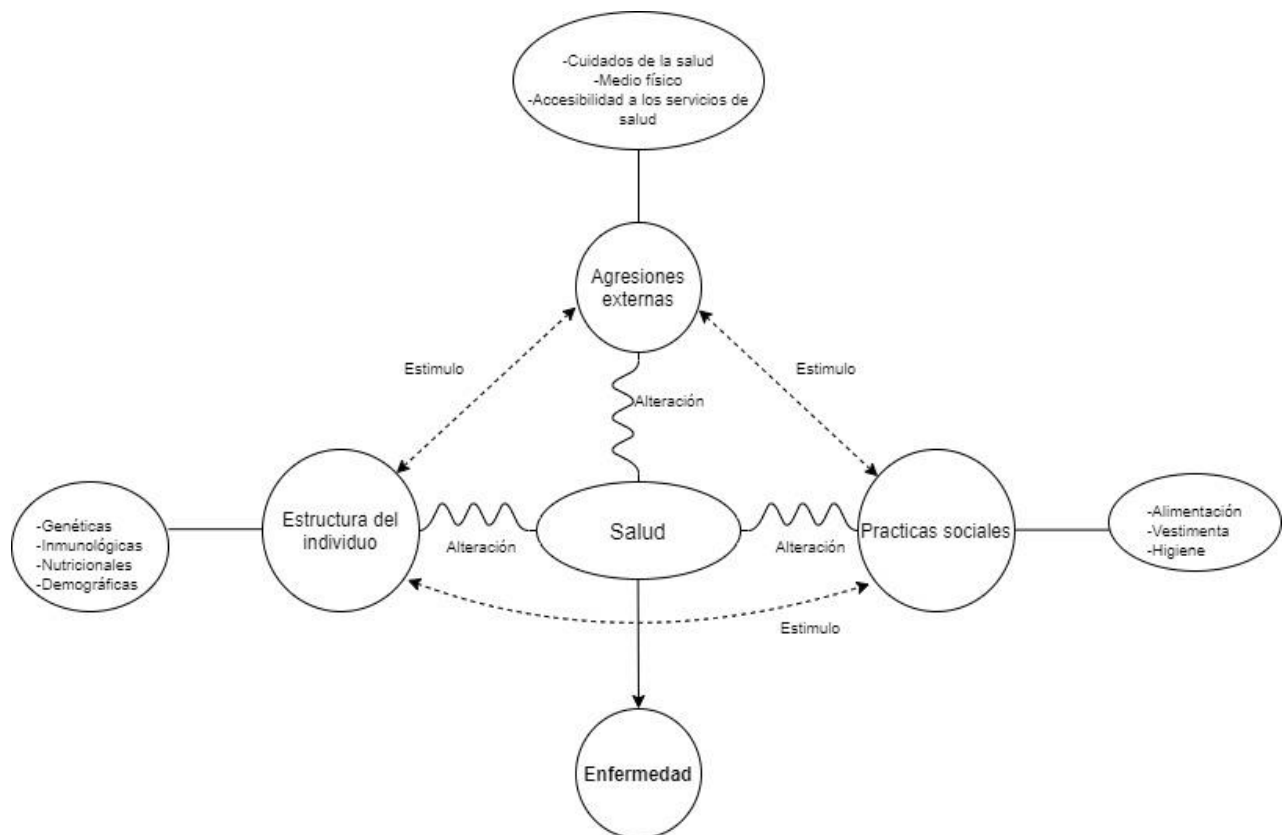 -Cuidados de la salud
-Medio físico
-Accesibilidad a los servicios de
salud
Agresiones
externas
Estimulo
Estimulo
Alteración
-Genéticas
-Inmunológicas
-Nutricionales
-Demográficas
Estructura del
individuo
Alteración
Salud
Alteración
Practicas sociales
-Alimentación
-Vestimenta
-Higiene
Estimulo
Enfermedad